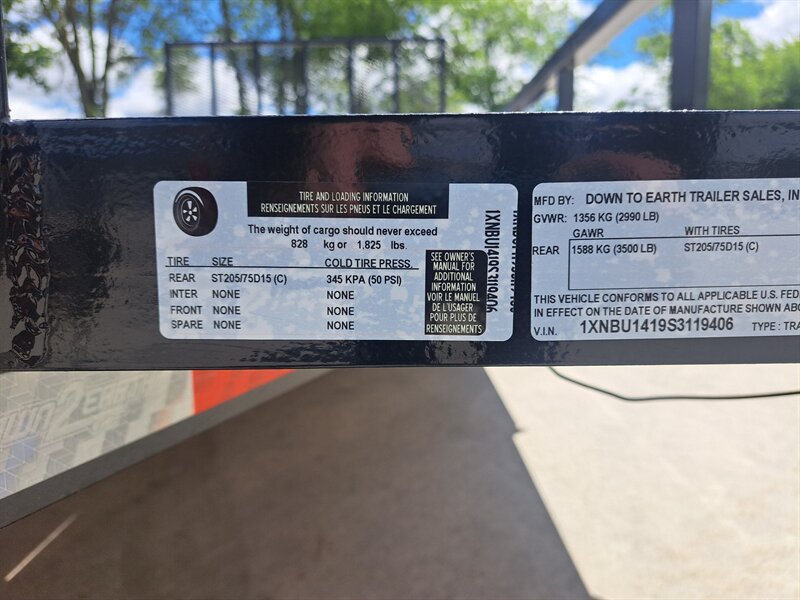 TIRE AND LOADING INFORMATION
RENSEIGNEMENTS SUR LES PNEUS ET LE CHARGEMENT
The weight of cargo should never exceed
828 kg or 1,825 lbs.
TIRE SIZE COLD TIRE PRESS.
REAR ST205/75D15 (C) 345 KPA (50 PSI)
INTER NONE NONE
FRONT NONE NONE
SPARE NONE NONE
SEE OWNER'S
MANUAL FOR
ADDITIONAL
INFORMATION
VOIR LE MANUEL
DE L'USAGER
POUR PLUS DE
RENSEIGNEMENTS
1XNBU1419S3119406
MFD BY: DOWN TO EARTH TRAILER SALES, IN
GVWR: 1356 KG (2990 LB)
GAWR WITH TIRES
REAR 1588 KG (3500 LB) ST205/75D15 (C)
THIS VEHICLE CONFORMS TO ALL APPLICABLE U.S. FED
IN EFFECT ON THE DATE OF MANUFACTURE SHOWN ABO
V.I.N. 1XNBU1419S3119406 TYPE: TRA